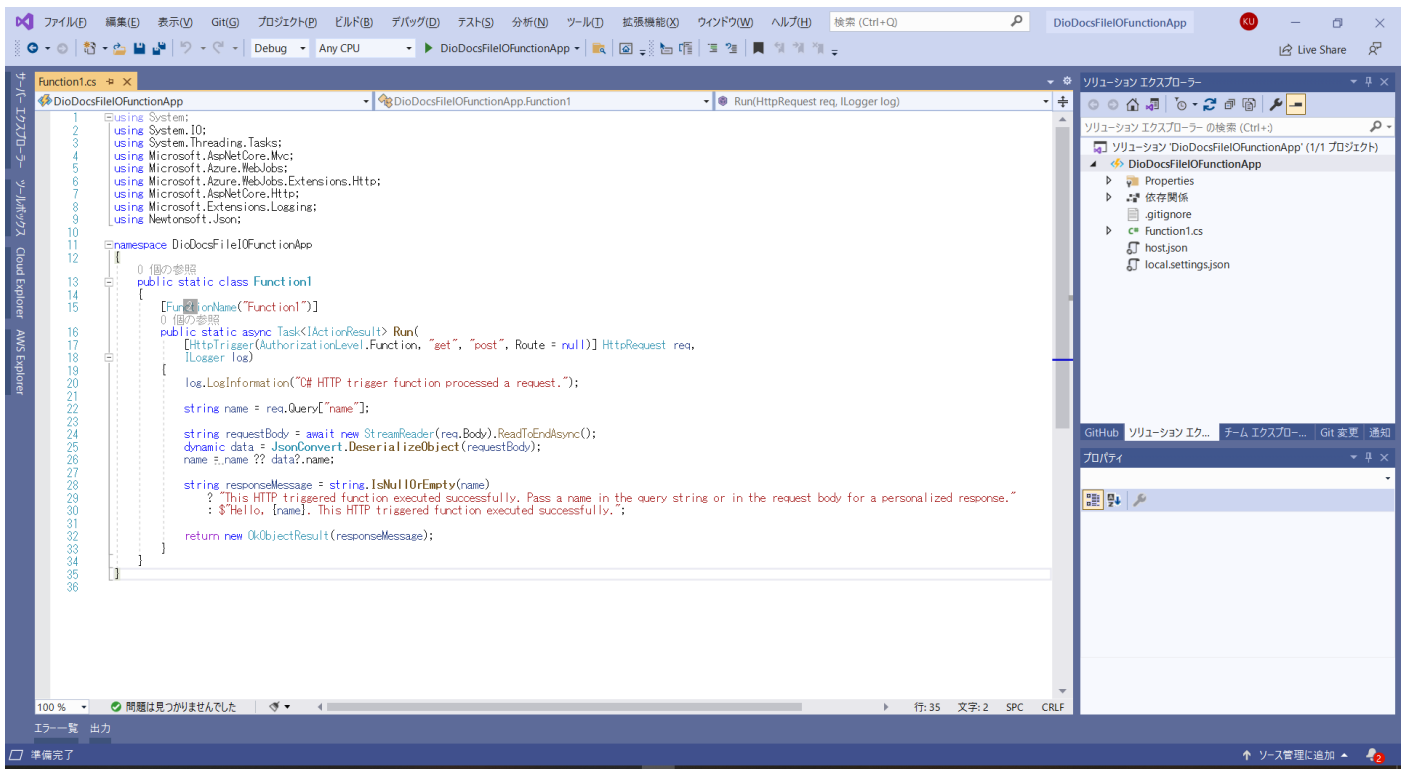 ファイル(F) 編集(E) 表示(V) Git(G) プロジェクト(P) ビルド(B) デバッグ(D) テスト(S) 分析(N) ツール(T) 拡張機能(X) ウィンドウ(W) ヘルプ(H) 検索 (Ctrl+Q) DioDocsFileIOFunctionApp KU
Debug Any CPU DioDocsFileIOFunctionApp Live Share
サーバー エクスプローラー
ツールボックス
Cloud Explorer
AWS Explorer
Function1.cs
DioDocsFileIOFunctionApp DioDocsFileIOFunctionApp.Function1 Run(HttpRequest req, ILogger log)
1 using System;
2 using System.IO;
3 using System.Threading.Tasks;
4 using Microsoft.AspNetCore.Mvc;
5 using Microsoft.Azure.WebJobs;
6 using Microsoft.Azure.WebJobs.Extensions.Http;
7 using Microsoft.AspNetCore.Http;
8 using Microsoft.Extensions.Logging;
9 using Newtonsoft.Json;
10
11 namespace DioDocsFileIOFunctionApp
12 {
0 個の参照
13 public static class Function1
14 {
15 [FunctionName("Function1")]
0 個の参照
16 public static async Task<IActionResult> Run(
17 [HttpTrigger(AuthorizationLevel.Function, "get", "post", Route = null)] HttpRequest req,
18 ILogger log)
19 {
20 log.LogInformation("C# HTTP trigger function processed a request.");
21
22 string name = req.Query["name"];
23
24 string requestBody = await new StreamReader(req.Body).ReadToEndAsync();
25 dynamic data = JsonConvert.DeserializeObject(requestBody);
26 name = name ?? data?.name;
27
28 string responseMessage = string.IsNullOrEmpty(name)
29 ? "This HTTP triggered function executed successfully. Pass a name in the query string or in the request body for a personalized response."
30 : $"Hello, {name}. This HTTP triggered function executed successfully.";
31
32 return new OkObjectResult(responseMessage);
33 }
34 }
35 }
36
100 % 問題は見つかりませんでした 行: 35 文字: 2 SPC CRLF
ソリューション エクスプローラー
ソリューション エクスプローラー の検索 (Ctrl+:)
ソリューション 'DioDocsFileIOFunctionApp' (1/1 プロジェクト)
DioDocsFileIOFunctionApp
Properties
依存関係
.gitignore
C# Function1.cs
host.json
local.settings.json
GitHub ソリューション エク... チーム エクスプロー... Git 変更 通知
プロパティ
エラー一覧 出力
準備完了 ソース管理に追加 2